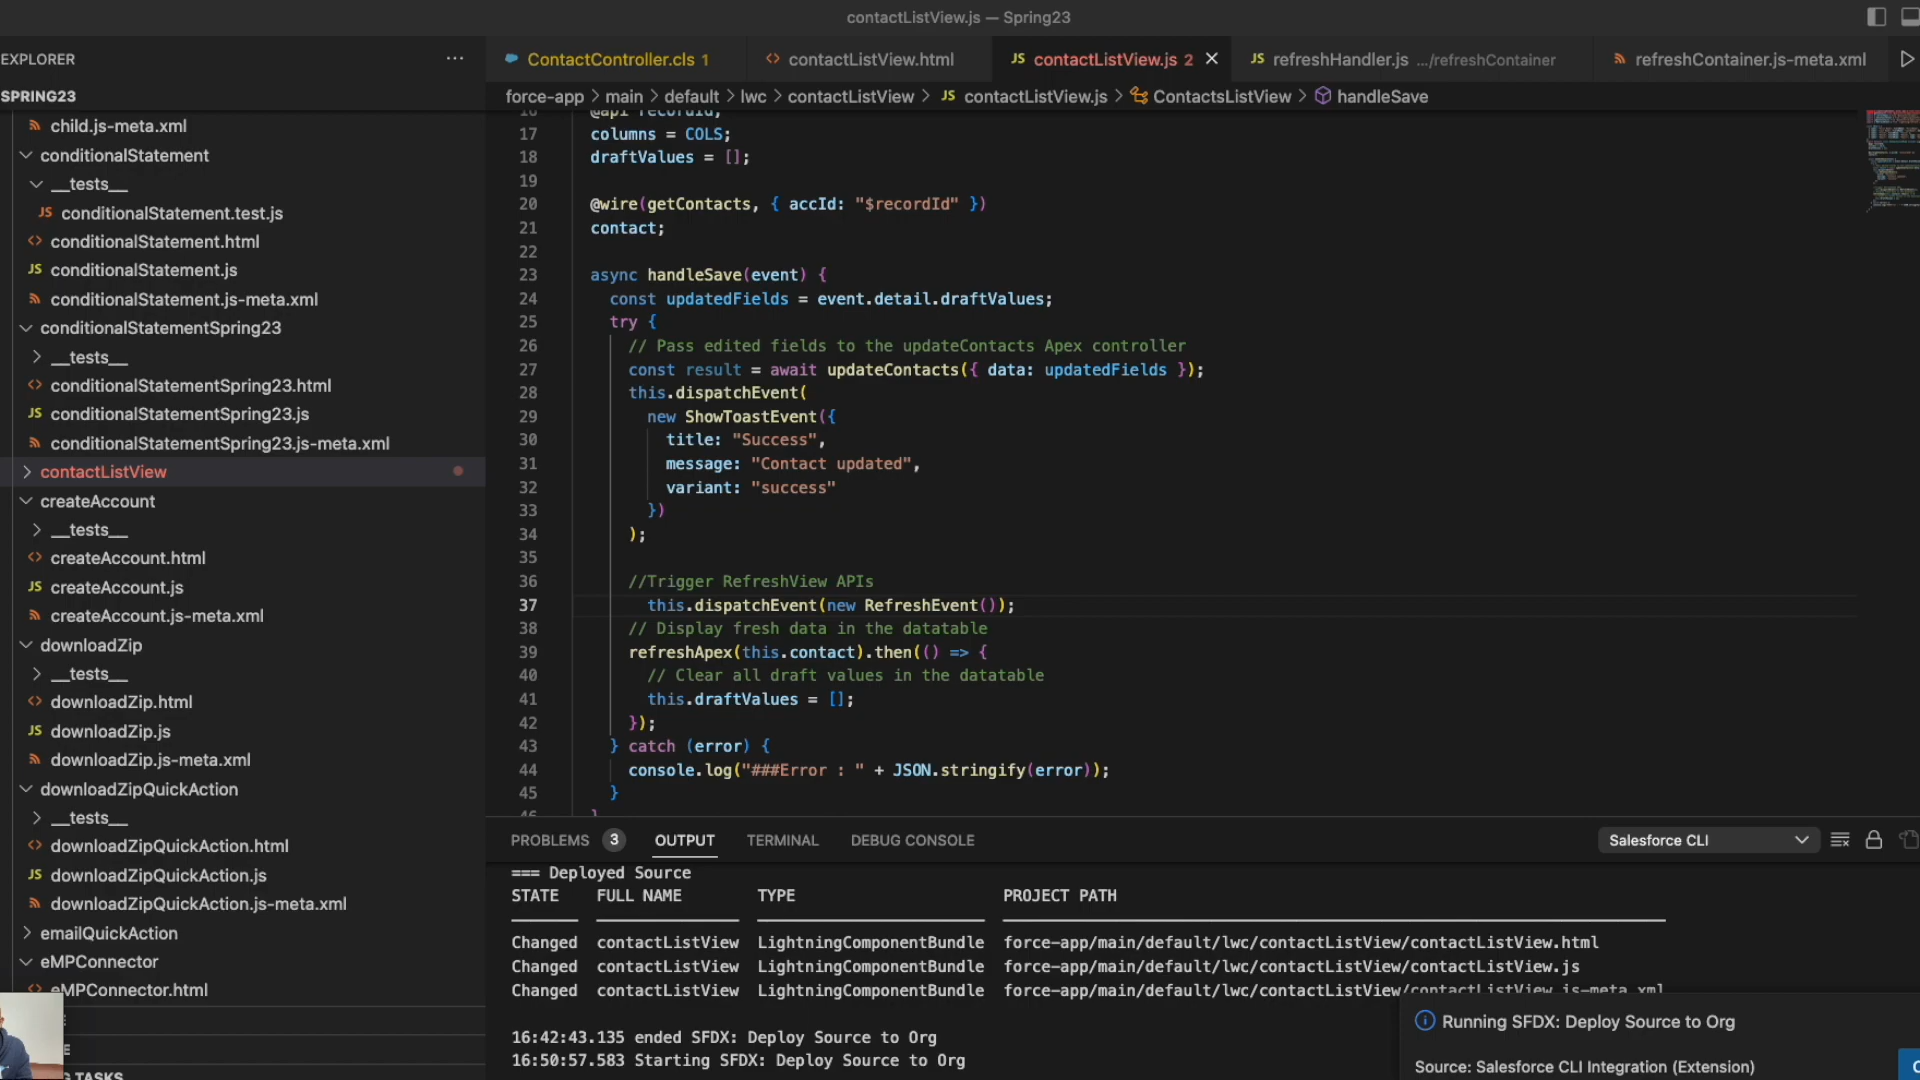 contactListView.js — Spring23
EXPLORER
SPRING23
child.js-meta.xml
conditionalStatement
__tests__
conditionalStatement.test.js
conditionalStatement.html
conditionalStatement.js
conditionalStatement.js-meta.xml
conditionalStatementSpring23
__tests__
conditionalStatementSpring23.html
conditionalStatementSpring23.js
conditionalStatementSpring23.js-meta.xml
contactListView
createAccount
__tests__
createAccount.html
createAccount.js
createAccount.js-meta.xml
downloadZip
__tests__
downloadZip.html
downloadZip.js
downloadZip.js-meta.xml
downloadZipQuickAction
__tests__
downloadZipQuickAction.html
downloadZipQuickAction.js
downloadZipQuickAction.js-meta.xml
emailQuickAction
eMPConnector
eMPConnector.html
TASKS
ContactController.cls 1
contactListView.html
JS contactListView.js 2
JS refreshHandler.js .../refreshContainer
refreshContainer.js-meta.xml
force-app > main > default > lwc > contactListView > JS contactListView.js > ContactsListView > handleSave
16 @api recordId;
17 columns = COLS;
18 draftValues = [];
19
20 @wire(getContacts, { accId: "$recordId" })
21 contact;
22
23 async handleSave(event) {
24 const updatedFields = event.detail.draftValues;
25 try {
26 // Pass edited fields to the updateContacts Apex controller
27 const result = await updateContacts({ data: updatedFields });
28 this.dispatchEvent(
29 new ShowToastEvent({
30 title: "Success",
31 message: "Contact updated",
32 variant: "success"
33 })
34 );
35
36 //Trigger RefreshView APIs
37 this.dispatchEvent(new RefreshEvent());
38 // Display fresh data in the datatable
39 refreshApex(this.contact).then(() => {
40 // Clear all draft values in the datatable
41 this.draftValues = [];
42 });
43 } catch (error) {
44 console.log("###Error : " + JSON.stringify(error));
45 }
46 }
PROBLEMS 3 OUTPUT TERMINAL DEBUG CONSOLE
Salesforce CLI
=== Deployed Source
STATE FULL NAME TYPE PROJECT PATH
Changed contactListView LightningComponentBundle force-app/main/default/lwc/contactListView/contactListView.html
Changed contactListView LightningComponentBundle force-app/main/default/lwc/contactListView/contactListView.js
Changed contactListView LightningComponentBundle force-app/main/default/lwc/contactListView/contactListView.js-meta.xml
16:42:43.135 ended SFDX: Deploy Source to Org
16:50:57.583 Starting SFDX: Deploy Source to Org
Running SFDX: Deploy Source to Org
Source: Salesforce CLI Integration (Extension)